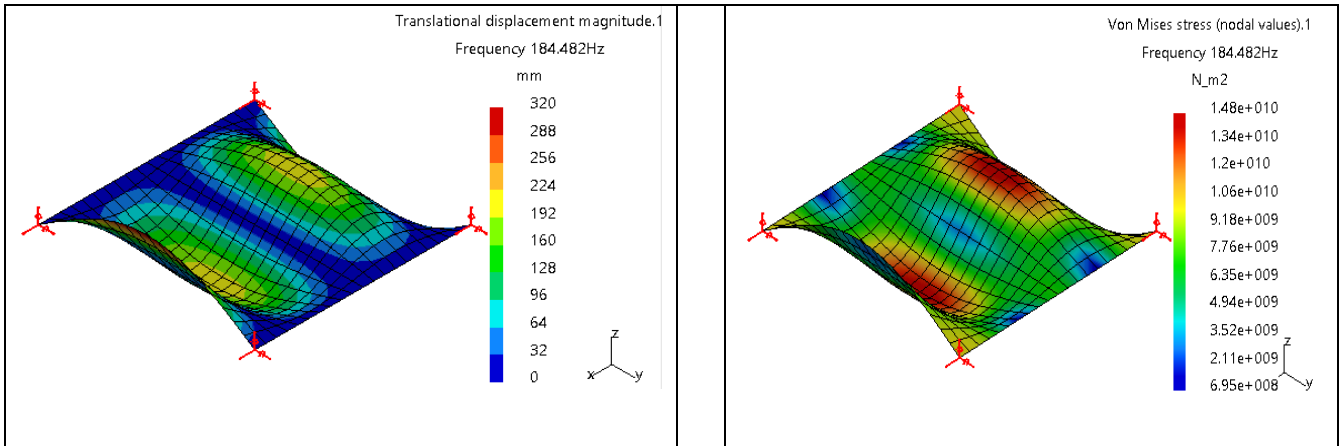 Translational displacement magnitude.1
Frequency 184.482Hz
mm
320
288
256
224
192
160
128
96
64
32
0
z
x
y
Von Mises stress (nodal values).1
Frequency 184.482Hz
N_m2
1.48e+010
1.34e+010
1.2e+010
1.06e+010
9.18e+009
7.76e+009
6.35e+009
4.94e+009
3.52e+009
2.11e+009
6.95e+008
z
y